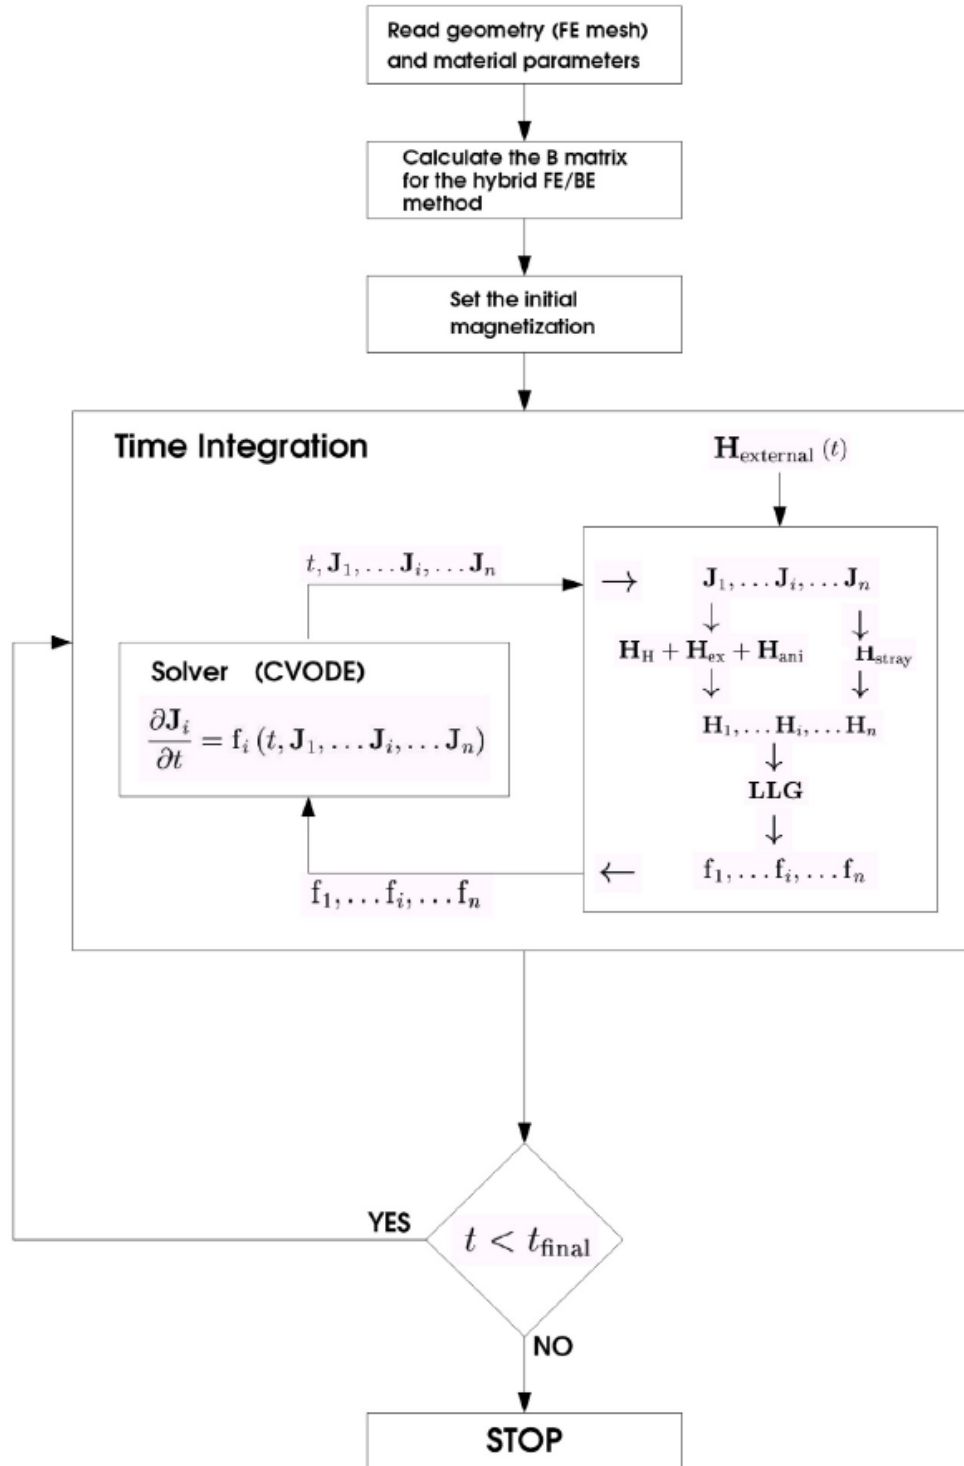 Read geometry (FE mesh)
and material parameters
Calculate the B matrix
for the hybrid FE/BE
method
Set the initial
magnetization
Time Integration
H_external (t)
t, J_1, … J_i, … J_n
→ J_1, … J_i, … J_n
↓ ↓
H_H + H_ex + H_ani H_stray
↓ ↓
H_1, … H_i, … H_n
↓
LLG
↓
← f_1, … f_i, … f_n
Solver (CVODE)
∂J_i/∂t = f_i (t, J_1, … J_i, … J_n)
f_1, … f_i, … f_n
YES
t < t_final
NO
STOP